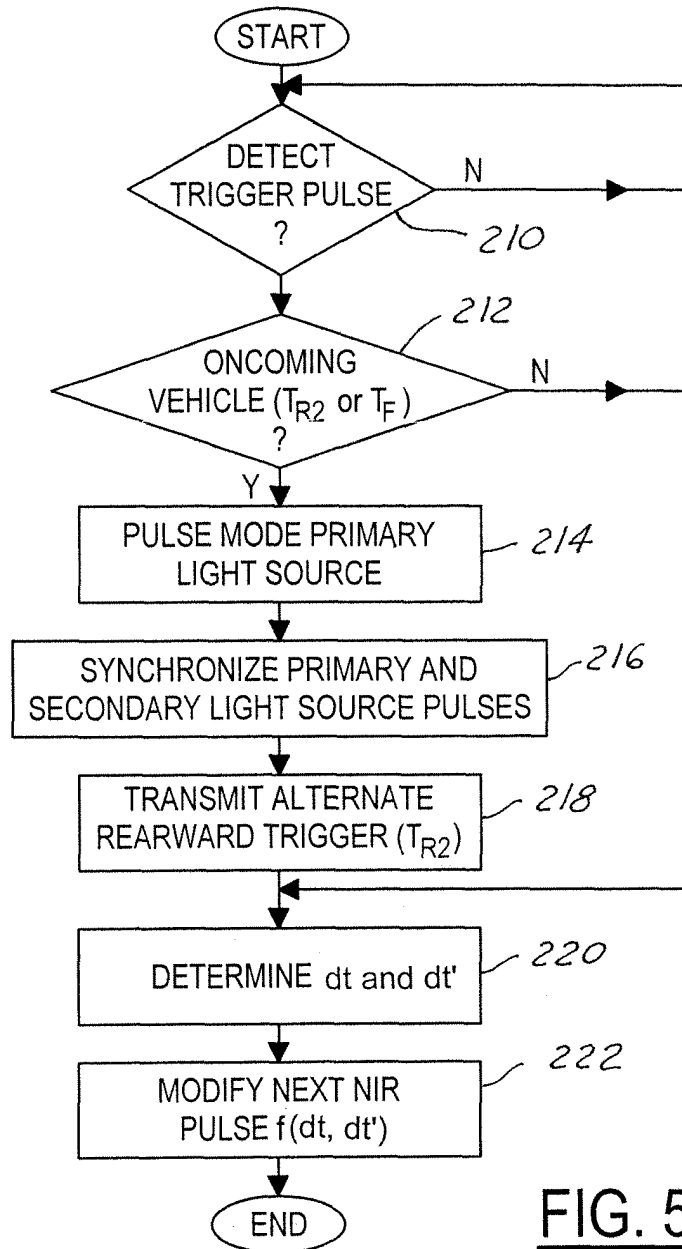 START
DETECT
TRIGGER PULSE
?
N
210
212
ONCOMING
VEHICLE (TR2 or TF)
?
N
Y
PULSE MODE PRIMARY
LIGHT SOURCE
214
SYNCHRONIZE PRIMARY AND
SECONDARY LIGHT SOURCE PULSES
216
TRANSMIT ALTERNATE
REARWARD TRIGGER (TR2)
218
DETERMINE dt and dt'
220
MODIFY NEXT NIR
PULSE f(dt, dt')
222
END
FIG. 5